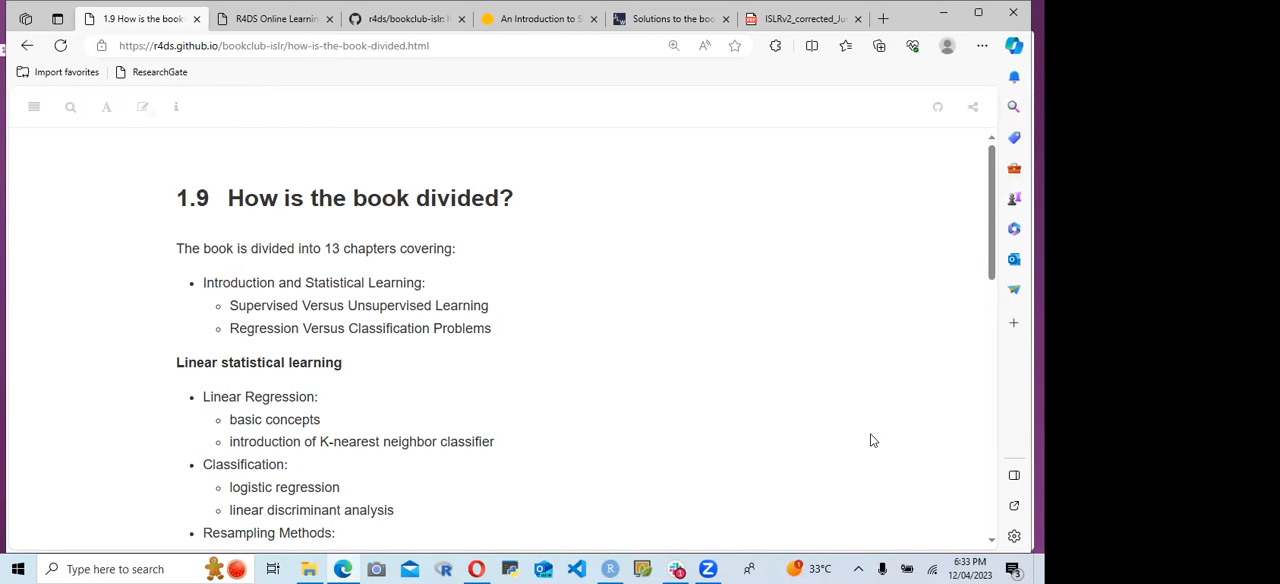 1.9 How is the book
R4DS Online Learnin
r4ds/bookclub-islr: I
An Introduction to S
Solutions to the boo
ISLRv2_corrected_Ju
https://r4ds.github.io/bookclub-islr/how-is-the-book-divided.html
Import favorites
ResearchGate
1.9 How is the book divided?
The book is divided into 13 chapters covering:
• Introduction and Statistical Learning:
◦ Supervised Versus Unsupervised Learning
◦ Regression Versus Classification Problems
Linear statistical learning
• Linear Regression:
◦ basic concepts
◦ introduction of K-nearest neighbor classifier
• Classification:
◦ logistic regression
◦ linear discriminant analysis
• Resampling Methods:
Type here to search
33°C
6:33 PM
12/04/2023